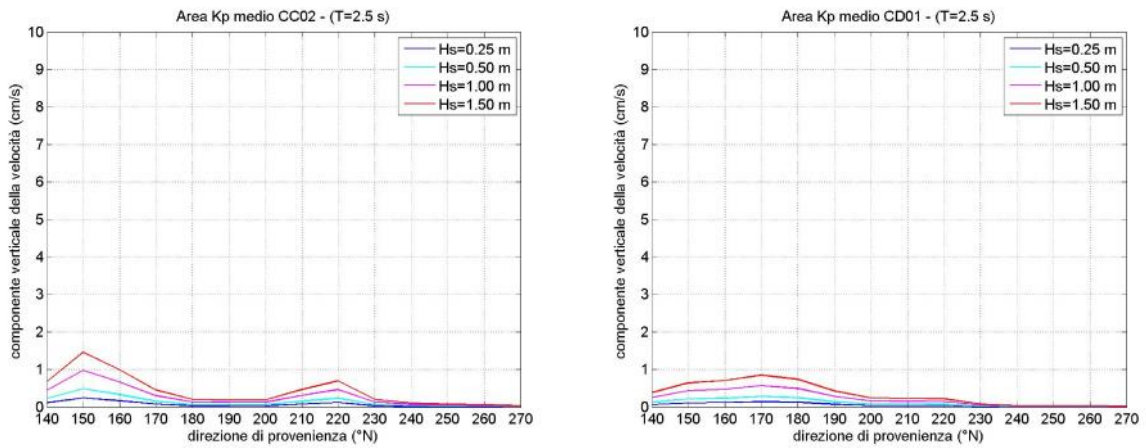 Area Kp medio CC02 - (T=2.5 s)
componente verticale della velocità (cm/s)
10
9
8
7
6
5
4
3
2
1
0
Hs=0.25 m
Hs=0.50 m
Hs=1.00 m
Hs=1.50 m
140 150 160 170 180 190 200 210 220 230 240 250 260 270
direzione di provenienza (°N)
Area Kp medio CD01 - (T=2.5 s)
componente verticale della velocità (cm/s)
10
9
8
7
6
5
4
3
2
1
0
Hs=0.25 m
Hs=0.50 m
Hs=1.00 m
Hs=1.50 m
140 150 160 170 180 190 200 210 220 230 240 250 260 270
direzione di provenienza (°N)